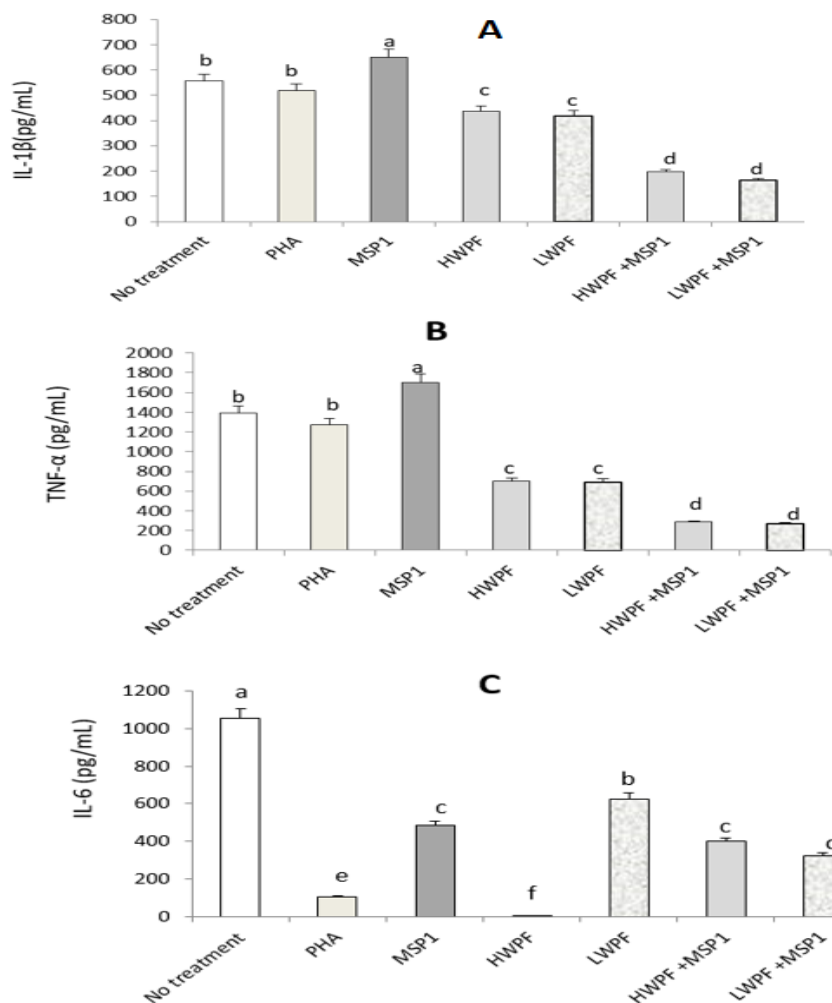 A
IL-1β(pg/mL)
800
700
600
500
400
300
200
100
0
b
b
a
c
c
d
d
No treatment
PHA
MSP1
HWPF
LWPF
HWPF +MSP1
LWPF +MSP1
B
TNF-α (pg/mL)
2000
1800
1600
1400
1200
1000
800
600
400
200
0
b
b
a
c
c
d
d
No treatment
PHA
MSP1
HWPF
LWPF
HWPF +MSP1
LWPF +MSP1
C
IL-6 (pg/mL)
1200
1000
800
600
400
200
0
a
e
c
f
b
c
No treatment
PHA
MSP1
HWPF
LWPF
HWPF +MSP1
LWPF +MSP1